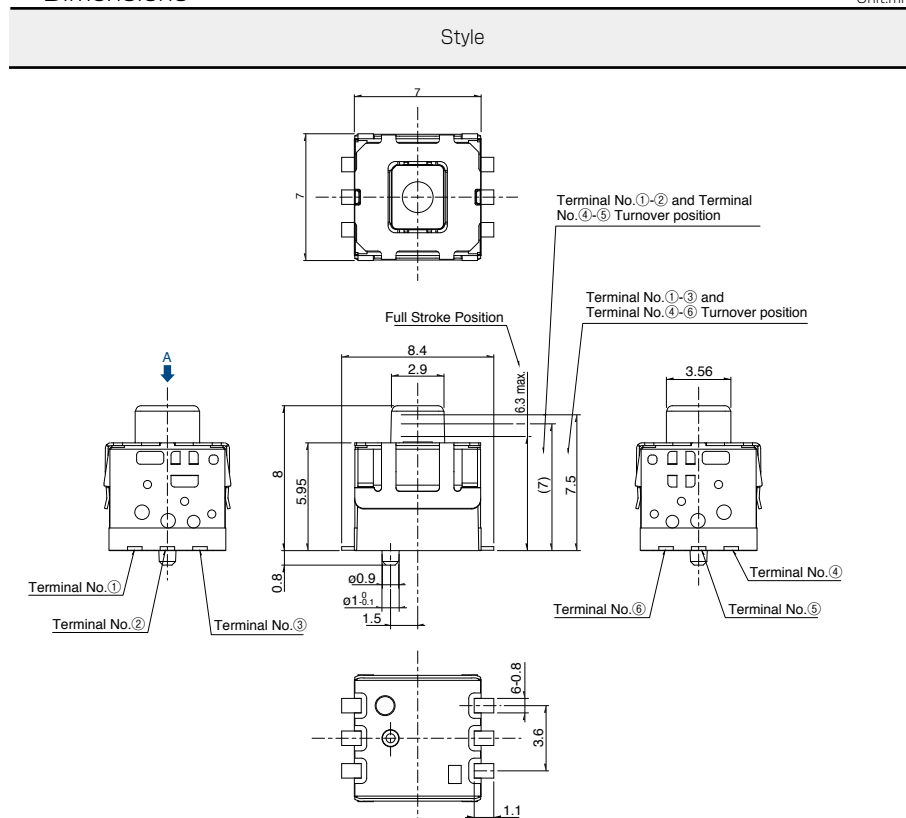 Style
7
7
Terminal No.①-② and Terminal
No.④-⑤ Turnover position
Terminal No.①-③ and
Terminal No.④-⑥ Turnover position
Full Stroke Position
A
8.4
2.9
6.3 max.
3.56
8
5.95
(7)
7.5
0.8
ø0.9
ø1 0 -0.1
1.5
Terminal No.①
Terminal No.②
Terminal No.③
Terminal No.④
Terminal No.⑤
Terminal No.⑥
6-0.8
3.6
1.1